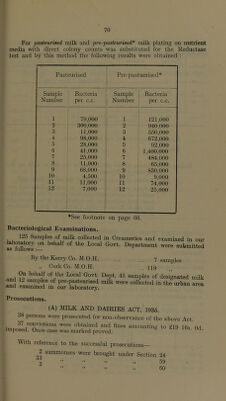 70
For pasteurised milk and pre-pasteurised* milk plating on nutrient
media with direct colony counts was substituted for the Reductase
test and by this method the following results were obtained :
Pasteurised Pre-pasteurised*
Sample Number Bacteria per c.c. Sample Number Bacteria per c.c.
1 79,000 1 121,000
2 300,000 2 940,000
3 11,000 3 550,000
4 98,000 4 672,000
5 28,000 5 92,000
6 41,000 6 1,400,000
7 25,000 7 484,000
8 11,000 8 65,000
9 68,000 9 850,000
10 4,500 10 9,000
11 11,000 11 74,000
12 7,000 12 25,000
*See footnote on page 66.
Bacteriological Examinations.
125 Samples of milk collected in Creameries and examined in our
laboratory on behalf of the Local Govt. Department were submitted
as follows :—
By the Kerry Co. M.O.H. 7 samples
„ Cork Co. M.O.H. 119 „
On behalf of the Local Govt. Dept. 41 samples of designated milk
and 12 samples of pre-pasteurised milk were collected in the urban area
and examined in our laboratory.
Prosecutions.
(A) MILK AND DAIRIES ACT, 1935.
38 persons were prosecuted for non-observance of the above Act.
37 convictions were obtained and fines amounting to £19 16s. 0d.
imposed. Once case was marked proved.
With reference to the successful prosecutions—
2 summonses were brought under Section 24
33 „ „ „ „ 59
2 „ „ „ „ 60